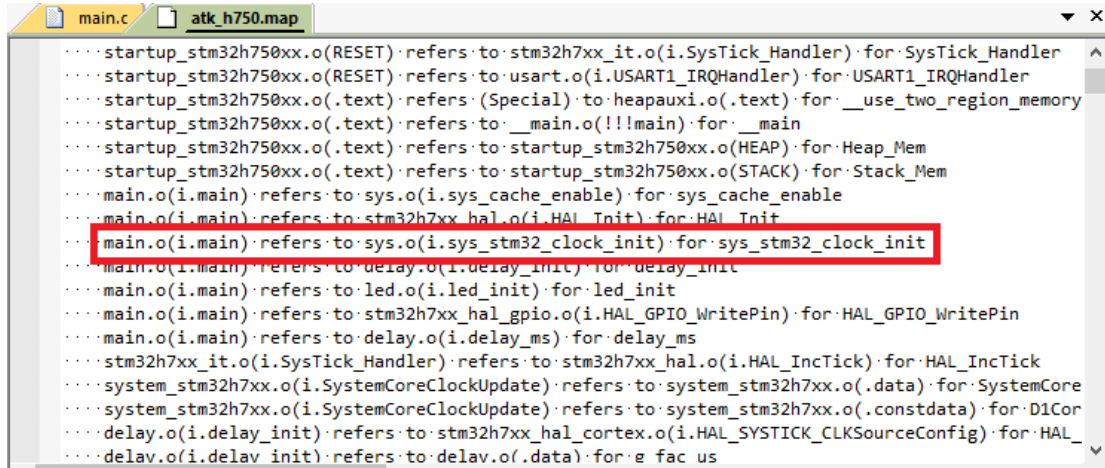 main.c atk_h750.map
startup_stm32h750xx.o(RESET) refers to stm32h7xx_it.o(i.SysTick_Handler) for SysTick_Handler
startup_stm32h750xx.o(RESET) refers to usart.o(i.USART1_IRQHandler) for USART1_IRQHandler
startup_stm32h750xx.o(.text) refers (Special) to heapauxi.o(.text) for __use_two_region_memory
startup_stm32h750xx.o(.text) refers to __main.o(!!!main) for __main
startup_stm32h750xx.o(.text) refers to startup_stm32h750xx.o(HEAP) for Heap_Mem
startup_stm32h750xx.o(.text) refers to startup_stm32h750xx.o(STACK) for Stack_Mem
main.o(i.main) refers to sys.o(i.sys_cache_enable) for sys_cache_enable
main.o(i.main) refers to stm32h7xx_hal.o(i.HAL_Init) for HAL_Init
main.o(i.main) refers to sys.o(i.sys_stm32_clock_init) for sys_stm32_clock_init
main.o(i.main) refers to delay.o(i.delay_init) for delay_init
main.o(i.main) refers to led.o(i.led_init) for led_init
main.o(i.main) refers to stm32h7xx_hal_gpio.o(i.HAL_GPIO_WritePin) for HAL_GPIO_WritePin
main.o(i.main) refers to delay.o(i.delay_ms) for delay_ms
stm32h7xx_it.o(i.SysTick_Handler) refers to stm32h7xx_hal.o(i.HAL_IncTick) for HAL_IncTick
system_stm32h7xx.o(i.SystemCoreClockUpdate) refers to system_stm32h7xx.o(.data) for SystemCore
system_stm32h7xx.o(i.SystemCoreClockUpdate) refers to system_stm32h7xx.o(.constdata) for D1Cor
delay.o(i.delay_init) refers to stm32h7xx_hal_cortex.o(i.HAL_SYSTICK_CLKSourceConfig) for HAL_
delay.o(i.delay_init) refers to delay.o(.data) for g_fac_us